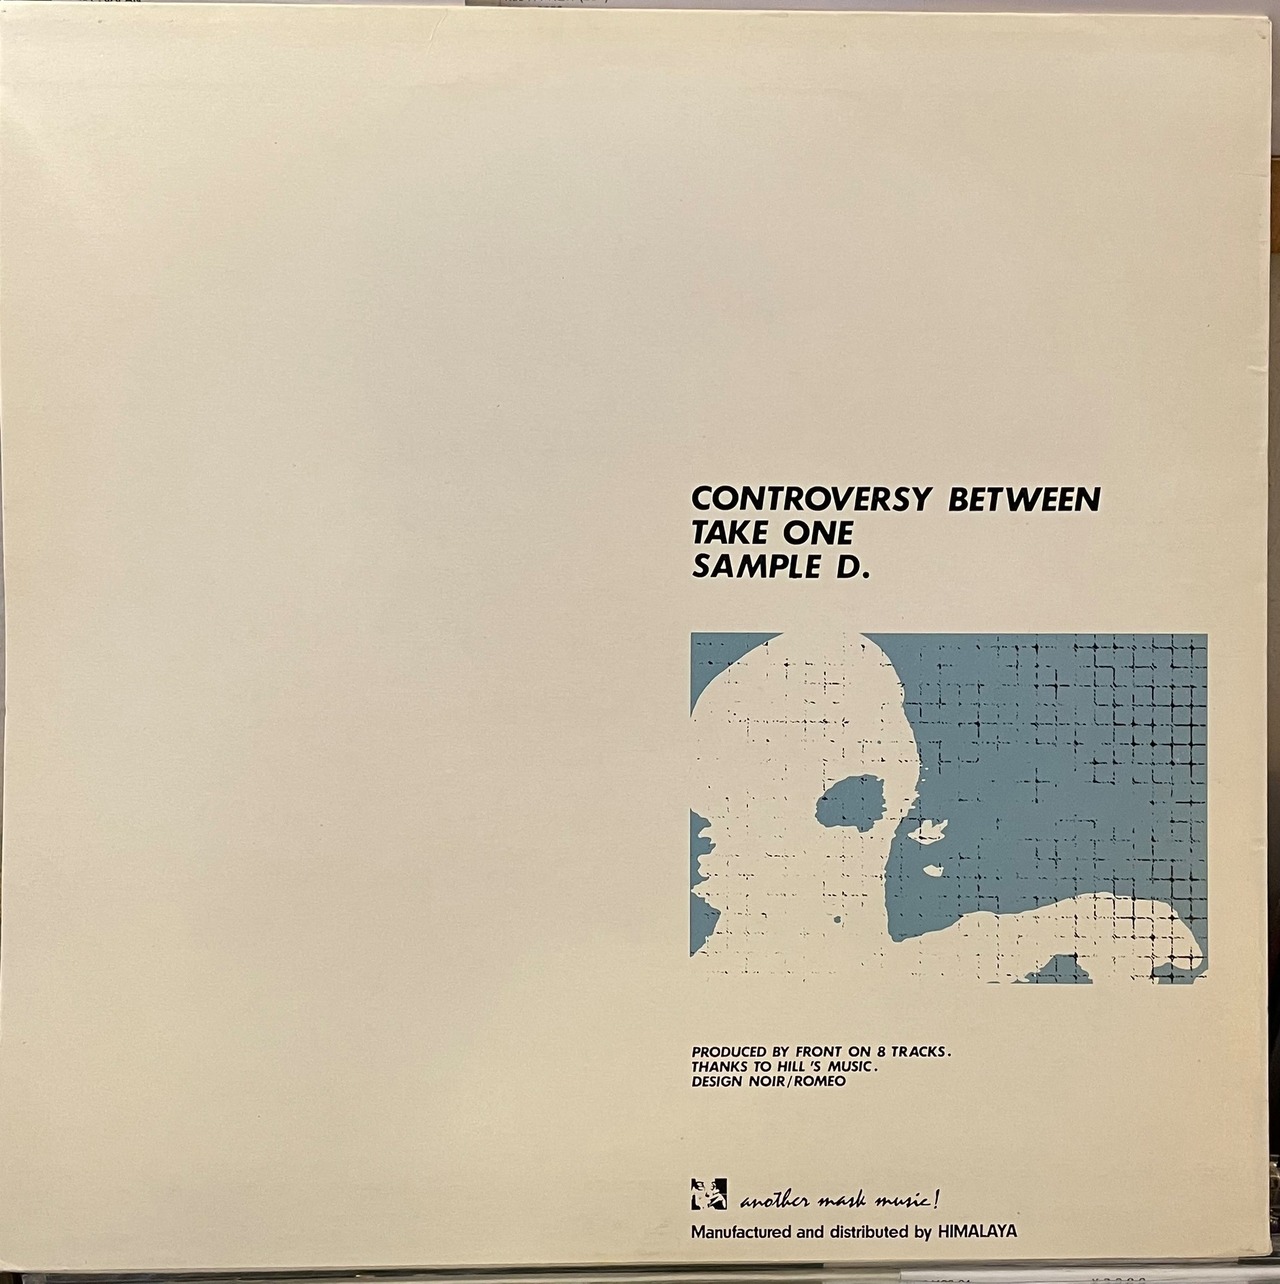 CONTROVERSY BETWEEN
TAKE ONE
SAMPLE D.
PRODUCED BY FRONT ON 8 TRACKS.
THANKS TO HILL 'S MUSIC.
DESIGN NOIR/ROMEO
another mask music!
Manufactured and distributed by HIMALAYA